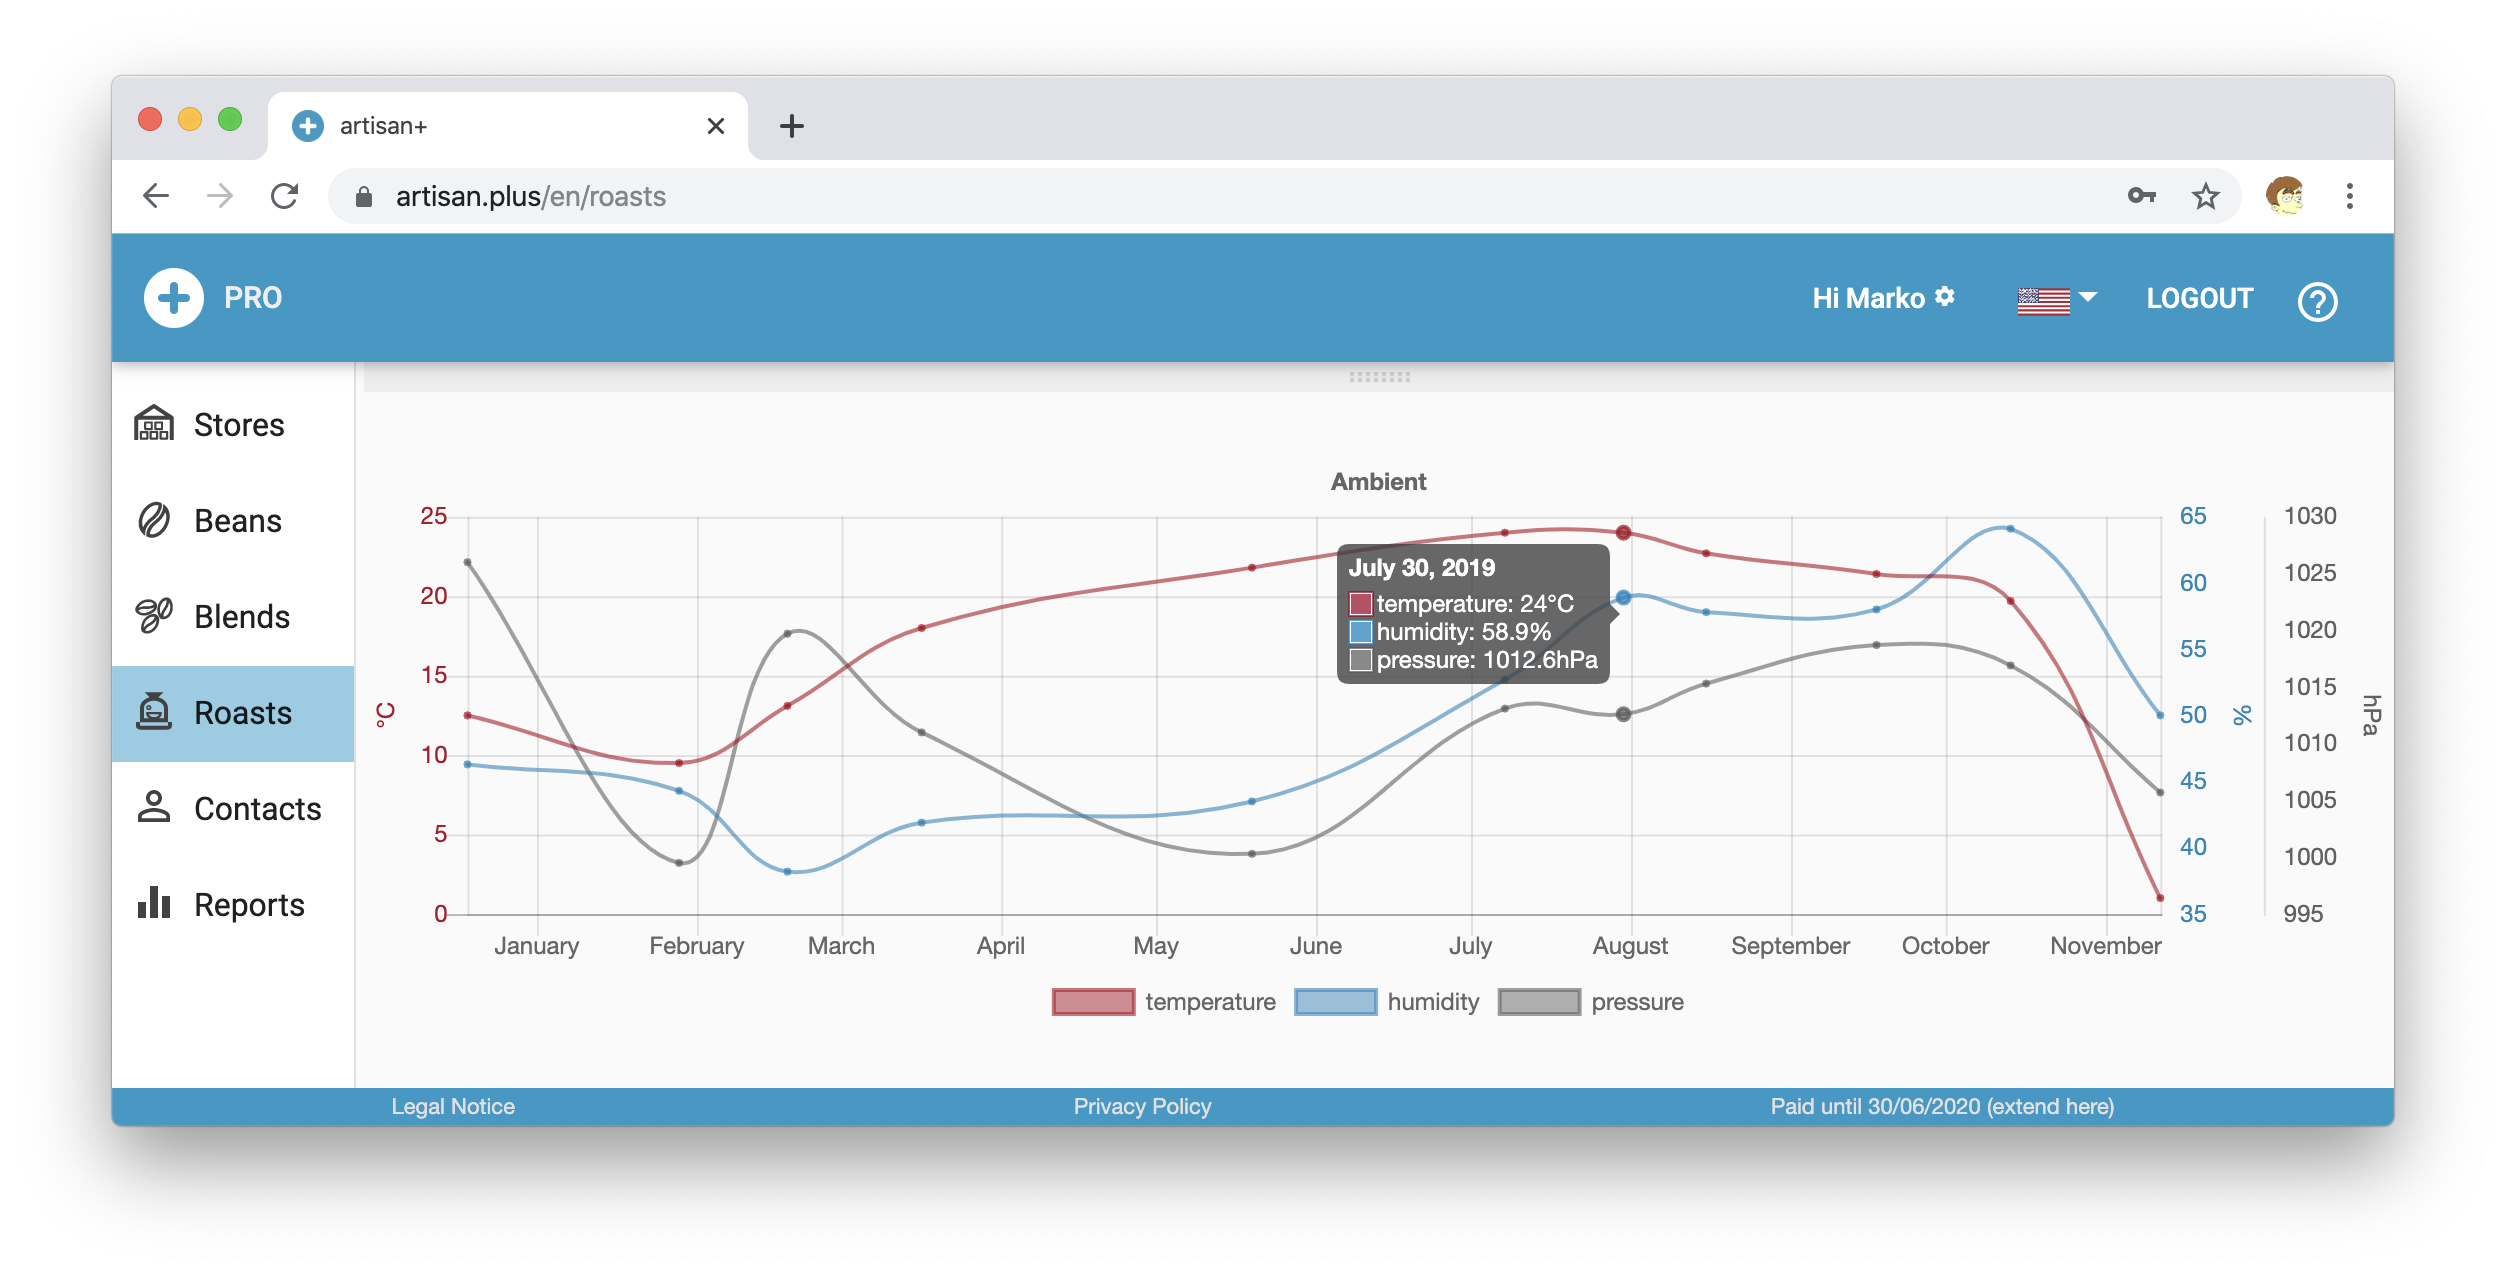 artisan+
artisan.plus/en/roasts
PRO
Hi Marko
LOGOUT
Stores
Beans
Blends
Roasts
Contacts
Reports
Ambient
25
20
15
10
5
0
°C
July 30, 2019
temperature: 24°C
humidity: 58.9%
pressure: 1012.6hPa
65
60
55
50
45
40
35
%
1030
1025
1020
1015
1010
1005
1000
995
hPa
January February March April May June July August September October November
temperature humidity pressure
Legal Notice Privacy Policy Paid until 30/06/2020 (extend here)